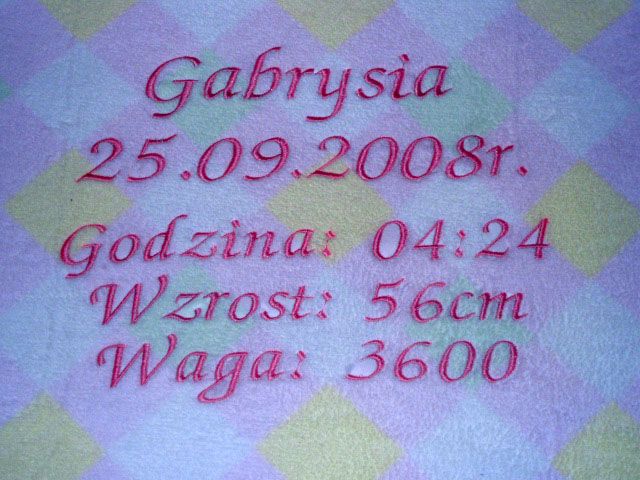 Gabrysia
25.09.2008r.
Godzina: 04:24
Wzrost: 56cm
Waga: 3600